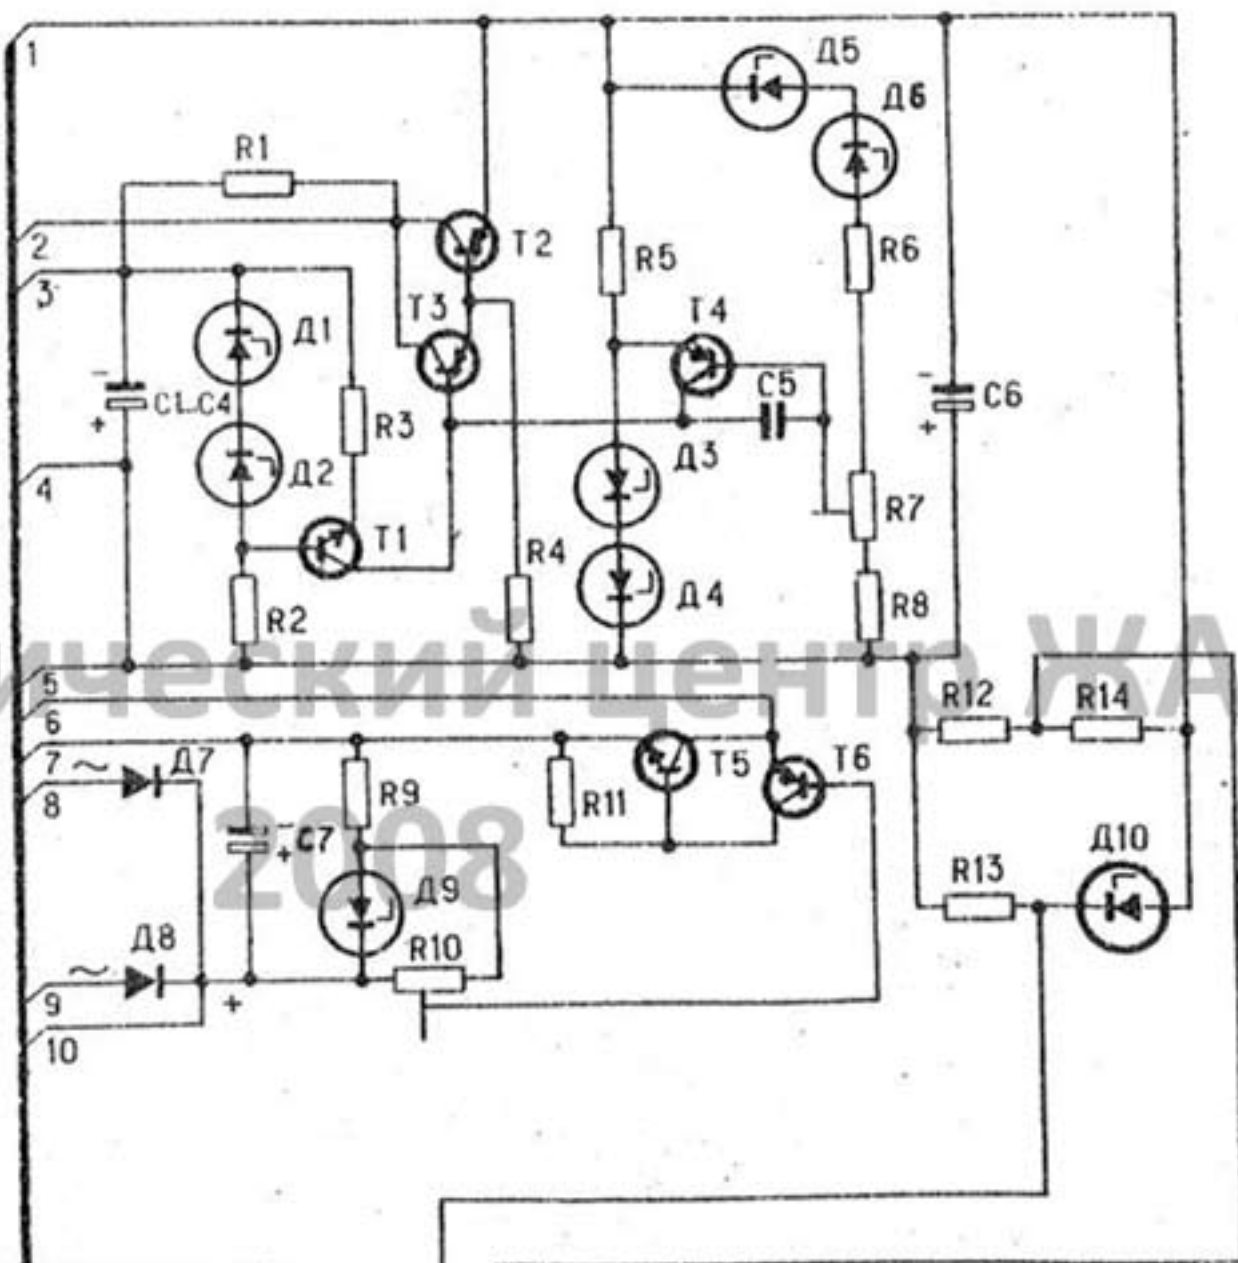 1
Д5
Д6
R1
2
T2
R5
R6
3
T3
T4
Д1
C1...C4
- +
R3
C5
- +
C6
Д2
Д3
4
R7
T1
R4
R2
Д4
R8
ический центр ЖА
5
R12
R14
6
7
~
Д7
T5
T6
8
R9
R11
- +
C7
2008
Д9
R13
Д10
Д8
R10
~
9
+
10